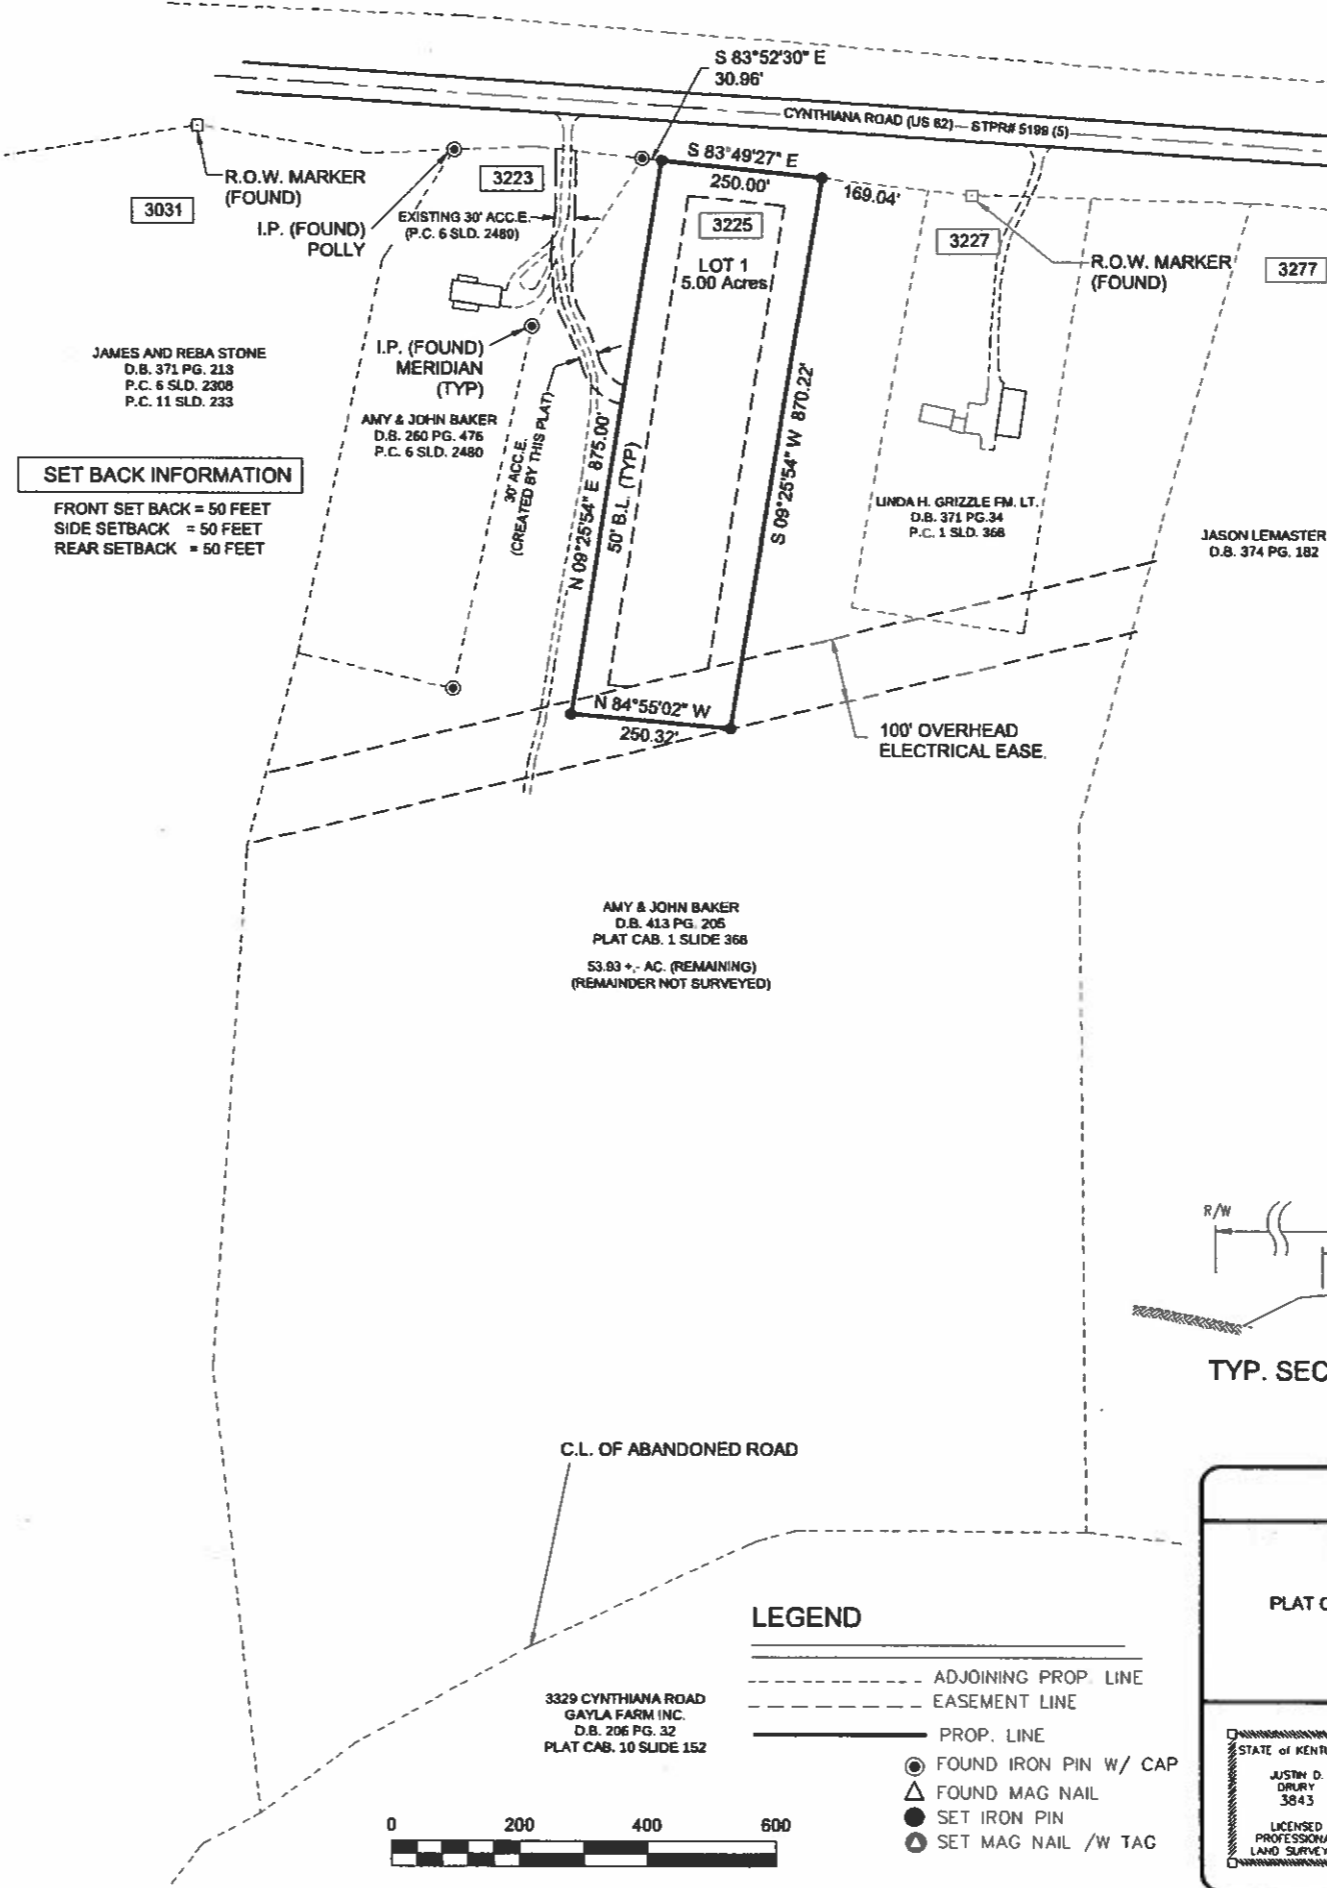 S 83°52'30" E
30.96'
CYNTHIANA ROAD (US 62) STPR# 5199 (5)
S 83°49'27" E
250.00'
169.04'
R.O.W. MARKER
(FOUND)
3031
I.P. (FOUND)
POLLY
3223
EXISTING 30' ACC.E.
(P.C. 6 SLD. 2489)
3225
LOT 1
5.00 Acres
3227
R.O.W. MARKER
(FOUND)
3277
JAMES AND REBA STONE
D.B. 371 PG. 213
P.C. 6 SLD. 2308
P.C. 11 SLD. 233
I.P. (FOUND)
MERIDIAN
(TYP)
AMY & JOHN BAKER
D.B. 260 PG. 476
P.C. 6 SLD. 2480
30' ACC.E.
(CREATED BY THIS PLAT)
N 09°25'54" E 875.00'
50' B.L. (TYP)
S 09°25'54" W 870.22'
SET BACK INFORMATION
FRONT SET BACK = 50 FEET
SIDE SETBACK = 50 FEET
REAR SETBACK = 50 FEET
LINDA H. GRIZZLE FM. LT.
D.B. 371 PG.34
P.C. 1 SLD. 368
JASON LEMASTER
D.B. 374 PG. 182
N 84°55'02" W
250.32'
100' OVERHEAD
ELECTRICAL EASE.
AMY & JOHN BAKER
D.B. 413 PG. 205
PLAT CAB. 1 SLIDE 368
53.93 +,- AC. (REMAINING)
(REMAINDER NOT SURVEYED)
R/W
TYP. SEC
C.L. OF ABANDONED ROAD
PLAT
3329 CYNTHIANA ROAD
GAYLA FARM INC.
D.B. 206 PG. 32
PLAT CAB. 10 SLIDE 152
LEGEND
ADJOINING PROP. LINE
EASEMENT LINE
PROP. LINE
FOUND IRON PIN W/ CAP
FOUND MAG NAIL
SET IRON PIN
SET MAG NAIL /W TAG
0 200 400 600
STATE of KENT
JUSTIN D.
DRURY
3843
LICENSED
PROFESSIONA
LAND SURVEY